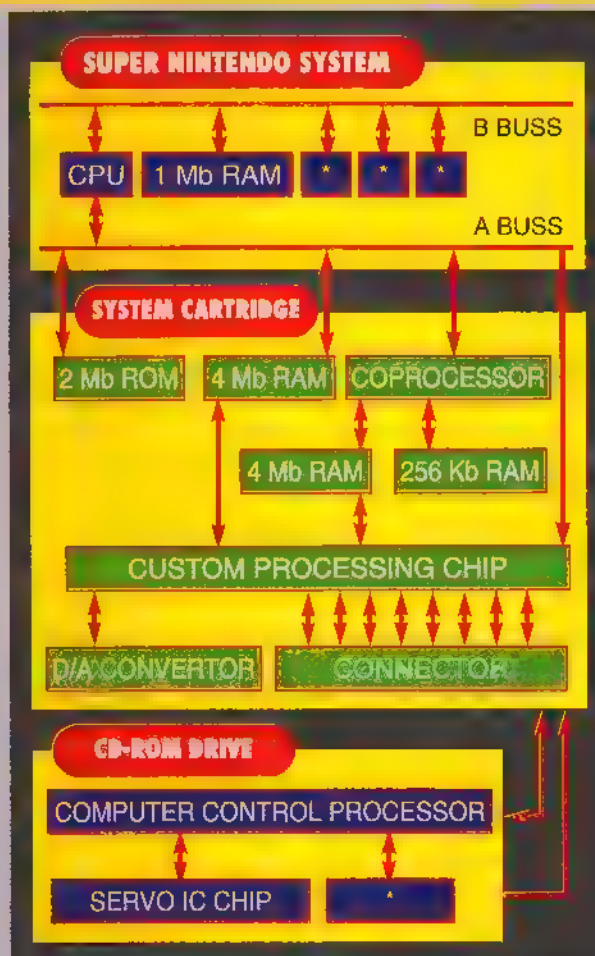 SUPER NINTENDO SYSTEM
B BUSS
CPU 1 Mb RAM * * *
A BUSS
SYSTEM CARTRIDGE
2 Mb ROM 4 Mb RAM COPROCESSOR
4 Mb RAM 256 Kb RAM
CUSTOM PROCESSING CHIP
D/A CONVERTOR CONNECTOR
CD-ROM DRIVE
COMPUTER CONTROL PROCESSOR
SERVO IC CHIP *